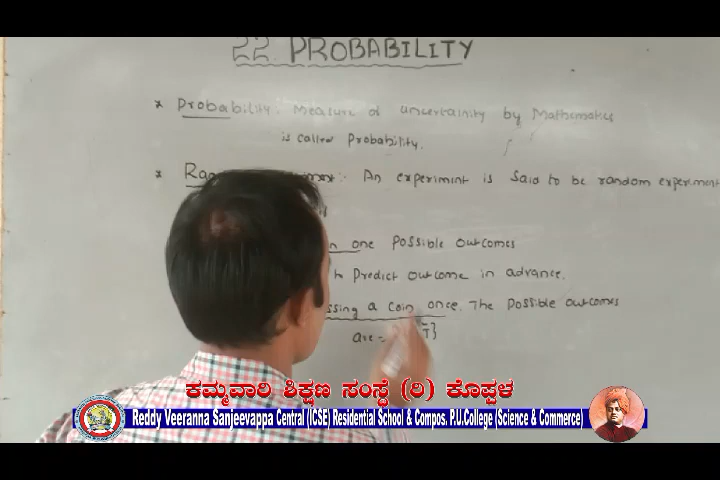 22. PROBABILITY
* Probability: Measure of uncertainity by Mathematics
is called Probability.
* An experiment is said to be random experiment
one possible outcomes
Predict outcome in advance.
a coin once. The possible outcomes
are = T}
ಕಮ್ಮವಾರಿ ಶಿಕ್ಷಣ ಸಂಸ್ಥೆ (ರಿ) ಕೊಪ್ಪಳ
Reddy Veeranna Sanjeevappa Central (ICSE) Residential School & Compos. P.U.College (Science & Commerce)